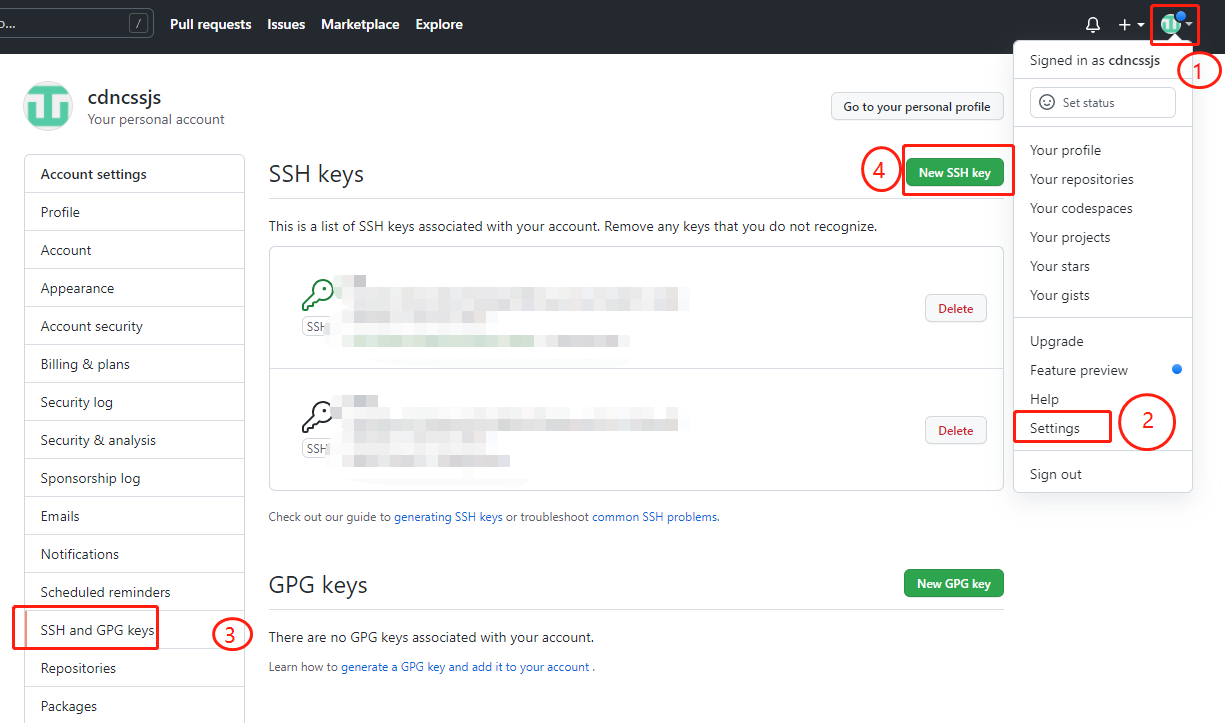 o...
/
Pull requests
Issues
Marketplace
Explore
1
Signed in as cdncssjs
Set status
Your profile
Your repositories
Your codespaces
Your projects
Your stars
Your gists
Upgrade
Feature preview
Help
Settings
2
Sign out
cdncssjs
Your personal account
Go to your personal profile
Account settings
Profile
Account
Appearance
Account security
Billing & plans
Security log
Security & analysis
Sponsorship log
Emails
Notifications
Scheduled reminders
SSH and GPG keys
3
Repositories
Packages
SSH keys
4
New SSH key
This is a list of SSH keys associated with your account. Remove any keys that you do not recognize.
SSH
Delete
SSH
Delete
Check out our guide to generating SSH keys or troubleshoot common SSH problems.
GPG keys
New GPG key
There are no GPG keys associated with your account.
Learn how to generate a GPG key and add it to your account .